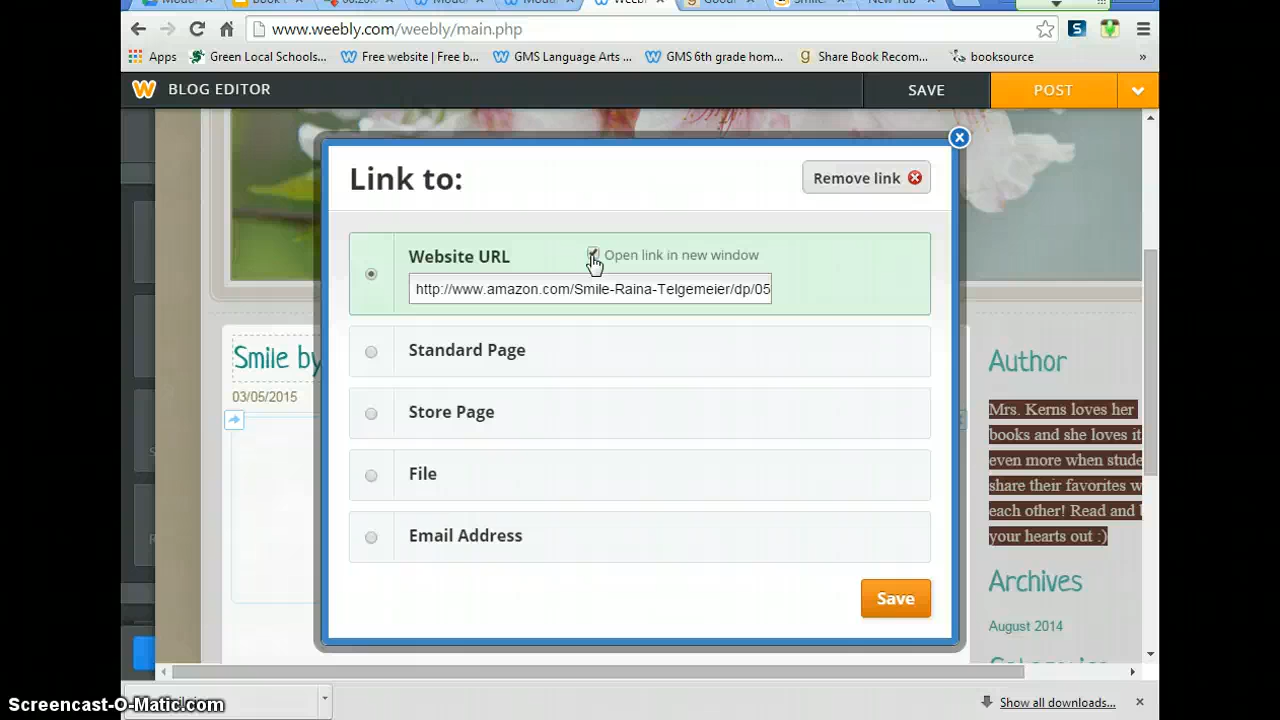 Weebly
New Tab
www.weebly.com/weebly/main.php
Apps
Green Local Schools...
Free website | Free b...
GMS Language Arts ...
GMS 6th grade hom...
Share Book Recom...
booksource
»
BLOG EDITOR
SAVE
POST
Link to:
Remove link
Website URL
Open link in new window
http://www.amazon.com/Smile-Raina-Telgemeier/dp/05
Standard Page
Store Page
File
Email Address
Save
Smile by
03/05/2015
Author
Mrs. Kerns loves her
books and she loves it
even more when stude
share their favorites w
each other! Read and
your hearts out :)
Archives
August 2014
Categories
Screencast-O-Matic.com
Show all downloads...